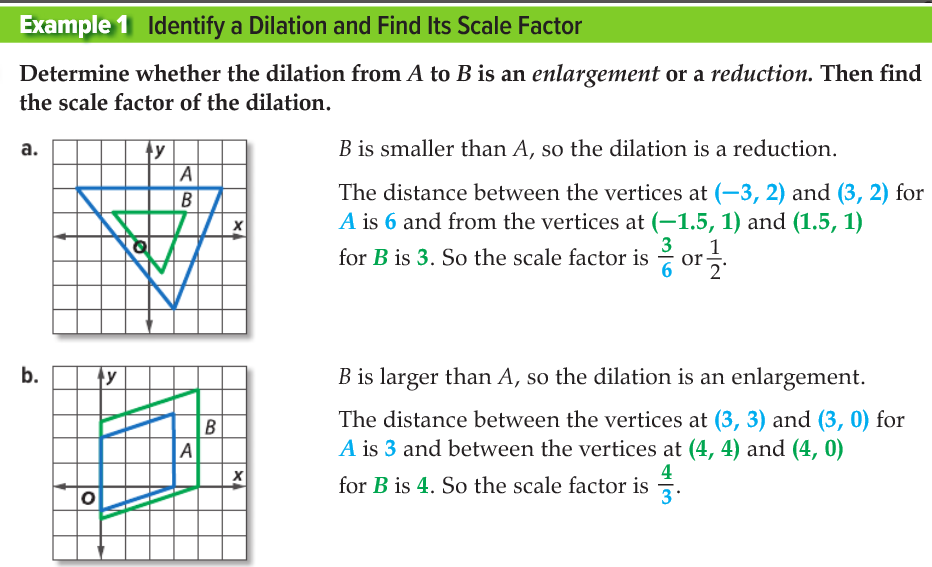 Example 1 Identify a Dilation and Find Its Scale Factor
Determine whether the dilation from A to B is an enlargement or a reduction. Then find
the scale factor of the dilation.
a.
y
A
B
x
O
B is smaller than A, so the dilation is a reduction.
The distance between the vertices at (−3, 2) and (3, 2) for
A is 6 and from the vertices at (−1.5, 1) and (1.5, 1)
for B is 3. So the scale factor is 3/6 or 1/2.
b.
y
B
A
x
O
B is larger than A, so the dilation is an enlargement.
The distance between the vertices at (3, 3) and (3, 0) for
A is 3 and between the vertices at (4, 4) and (4, 0)
for B is 4. So the scale factor is 4/3.